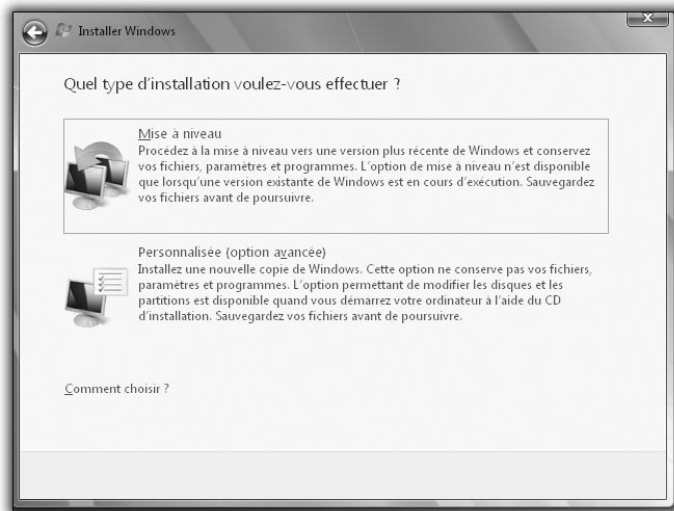 Installer Windows
Quel type d'installation voulez-vous effectuer ?
Mise à niveau
Procédez à la mise à niveau vers une version plus récente de Windows et conservez
vos fichiers, paramètres et programmes. L'option de mise à niveau n'est disponible
que lorsqu'une version existante de Windows est en cours d'exécution. Sauvegardez
vos fichiers avant de poursuivre.
Personnalisée (option avancée)
Installez une nouvelle copie de Windows. Cette option ne conserve pas vos fichiers,
paramètres et programmes. L'option permettant de modifier les disques et les
partitions est disponible quand vous démarrez votre ordinateur à l'aide du CD
d'installation. Sauvegardez vos fichiers avant de poursuivre.
Comment choisir ?